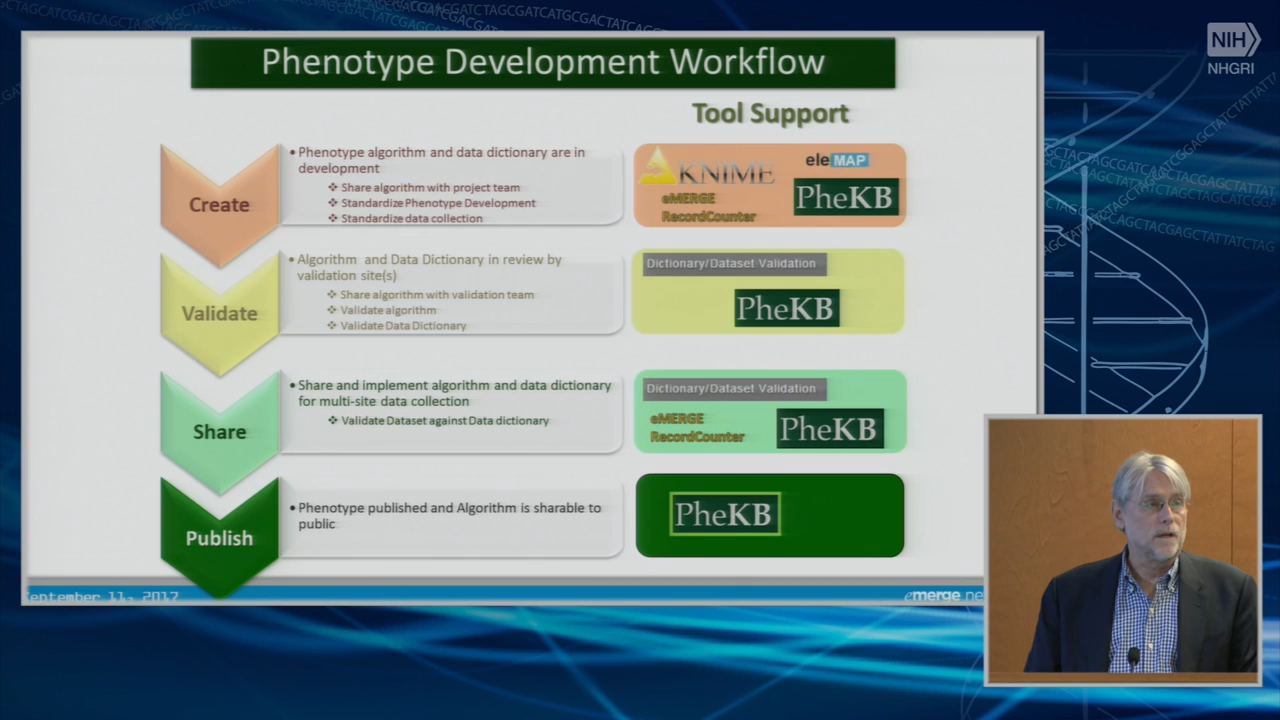 NIH
NHGRI
Phenotype Development Workflow
Tool Support
Create
• Phenotype algorithm and data dictionary are in
development
❖ Share algorithm with project team
❖ Standardize Phenotype Development
❖ Standardize data collection
KNIME
eleMAP
eMERGE
RecordCounter
PheKB
Validate
• Algorithm and Data Dictionary in review by
validation site(s)
❖ Share algorithm with validation team
❖ Validate algorithm
❖ Validate Data Dictionary
Dictionary/Dataset Validation
PheKB
Share
• Share and implement algorithm and data dictionary
for multi-site data collection
❖ Validate Dataset against Data dictionary
Dictionary/Dataset Validation
eMERGE
RecordCounter
PheKB
Publish
• Phenotype published and Algorithm is sharable to
public
PheKB
eptember 11, 2017
emerge ne